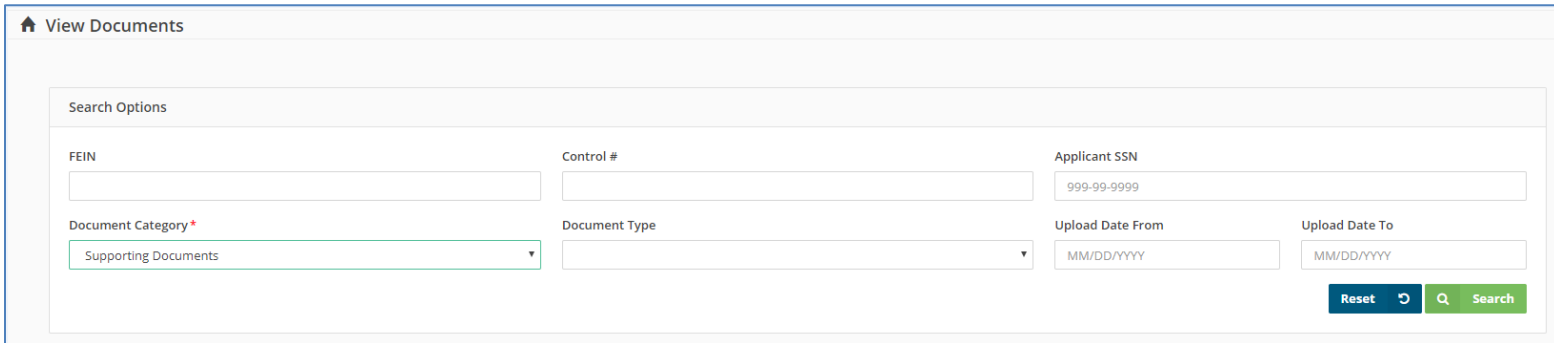 View Documents
Search Options
FEIN Control # Applicant SSN
999-99-9999
Document Category* Document Type Upload Date From Upload Date To
Supporting Documents MM/DD/YYYY MM/DD/YYYY
Reset Search